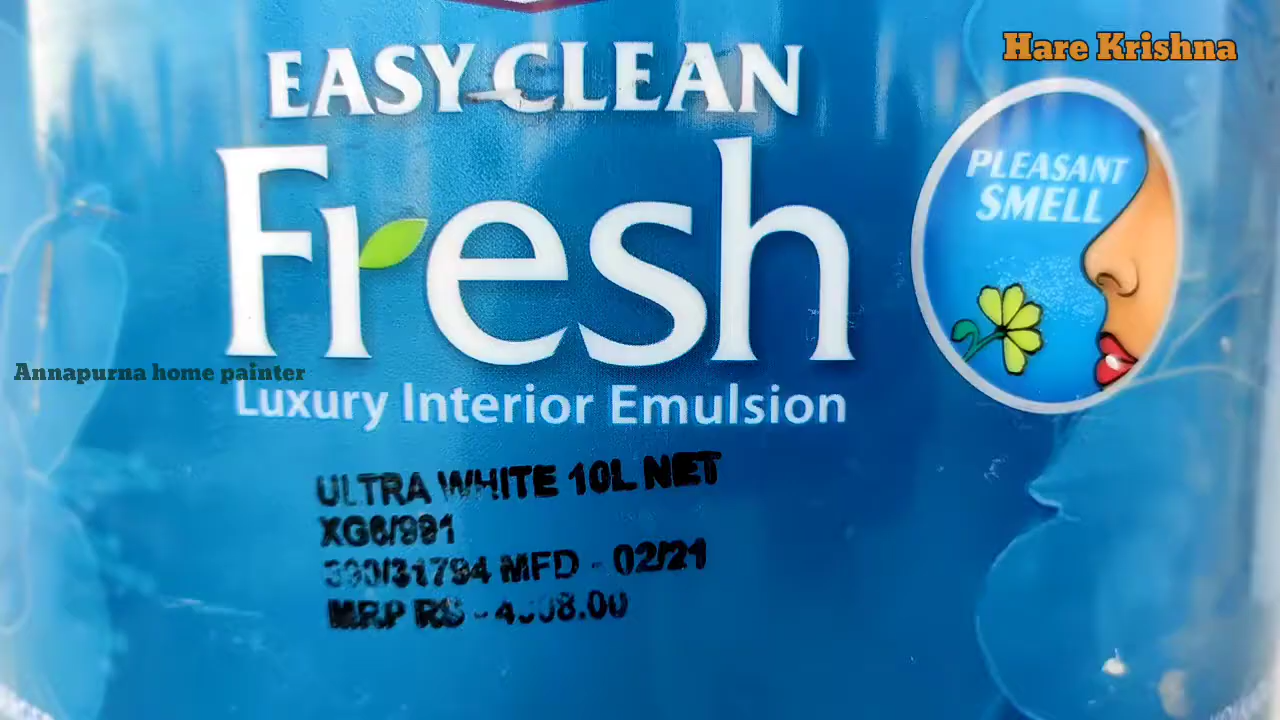 Hare Krishna
EASY-CLEAN
Fresh
PLEASANT
SMELL
Annapurna home painter
Luxury Interior Emulsion
ULTRA WHITE 10L NET
XG6/991
MFD - 02/21
MRP RS -